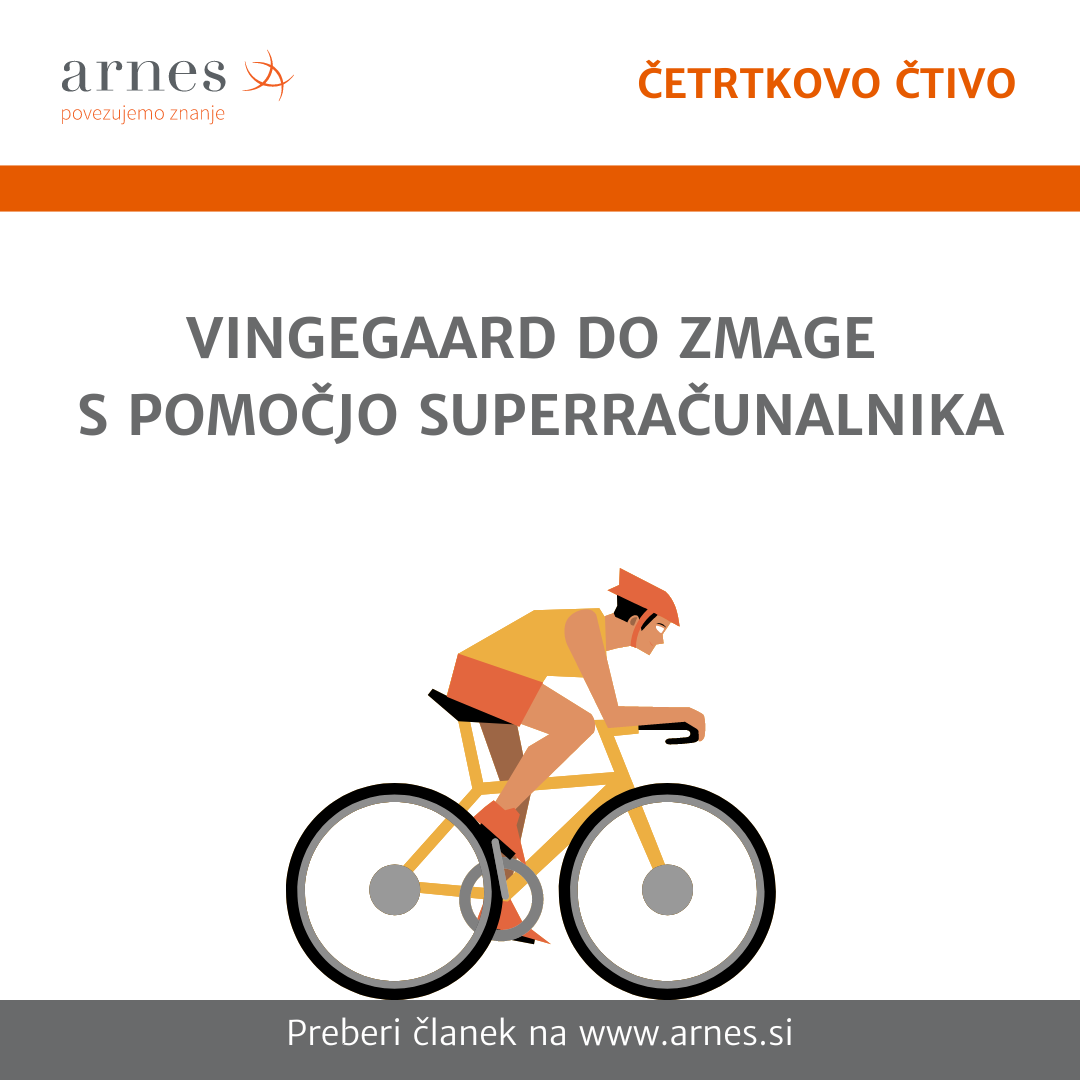 arnes
povezujemo znanje
ČETRTKOVO ČTIVO
VINGEGAARD DO ZMAGE
S POMOČJO SUPERRAČUNALNIKA
Preberi članek na www.arnes.si